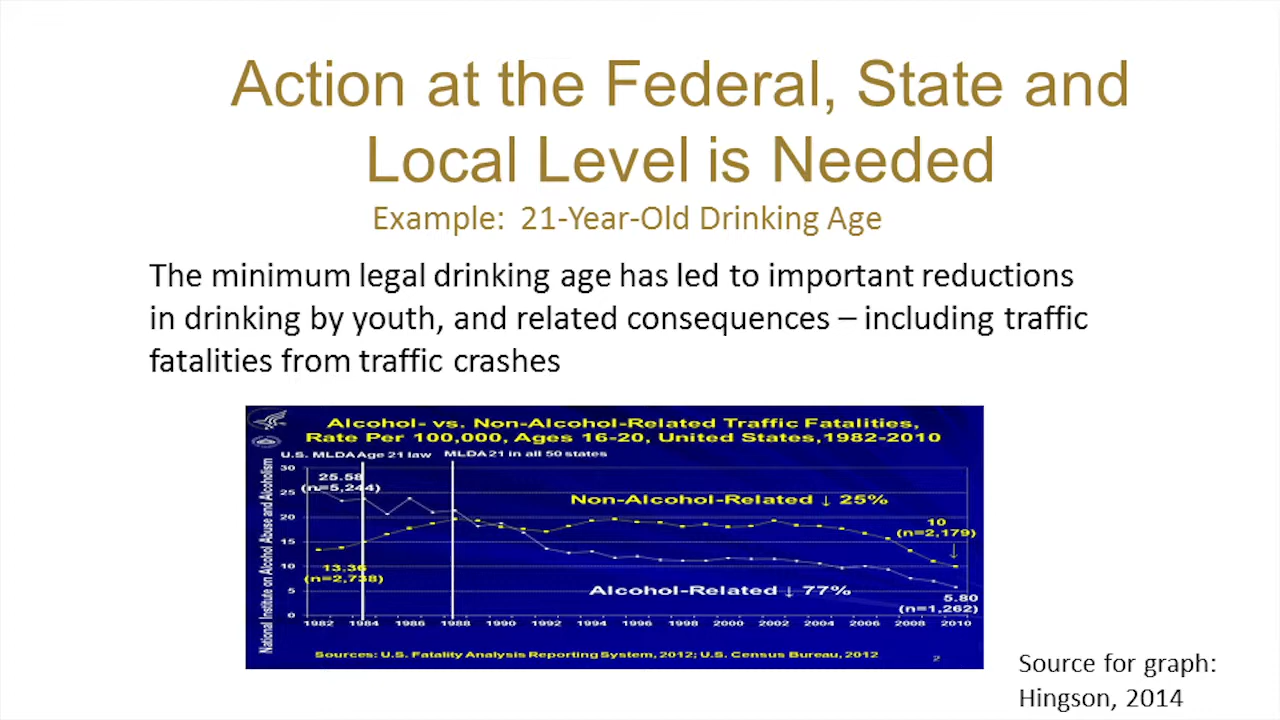 Action at the Federal, State and
Local Level is Needed
Example: 21-Year-Old Drinking Age
The minimum legal drinking age has led to important reductions
in drinking by youth, and related consequences – including traffic
fatalities from traffic crashes
Alcohol- vs. Non-Alcohol-Related Traffic Fatalities,
Rate Per 100,000, Ages 16-20, United States,1982-2010
National Institute on Alcohol Abuse and Alcoholism
U.S. MLDA Age 21 law
MLDA 21 in all 50 states
30
25
20
15
10
5
0
25.58
(n=5,244)
Non-Alcohol-Related ↓ 25%
10
(n=2,179)
↓
13.36
(n=2,738)
Alcohol-Related ↓ 77%
5.80
(n=1,262)
1982 1984 1986 1988 1990 1992 1994 1996 1998 2000 2002 2004 2006 2008 2010
Sources: U.S. Fatality Analysis Reporting System, 2012; U.S. Census Bureau, 2012
2
Source for graph:
Hingson, 2014